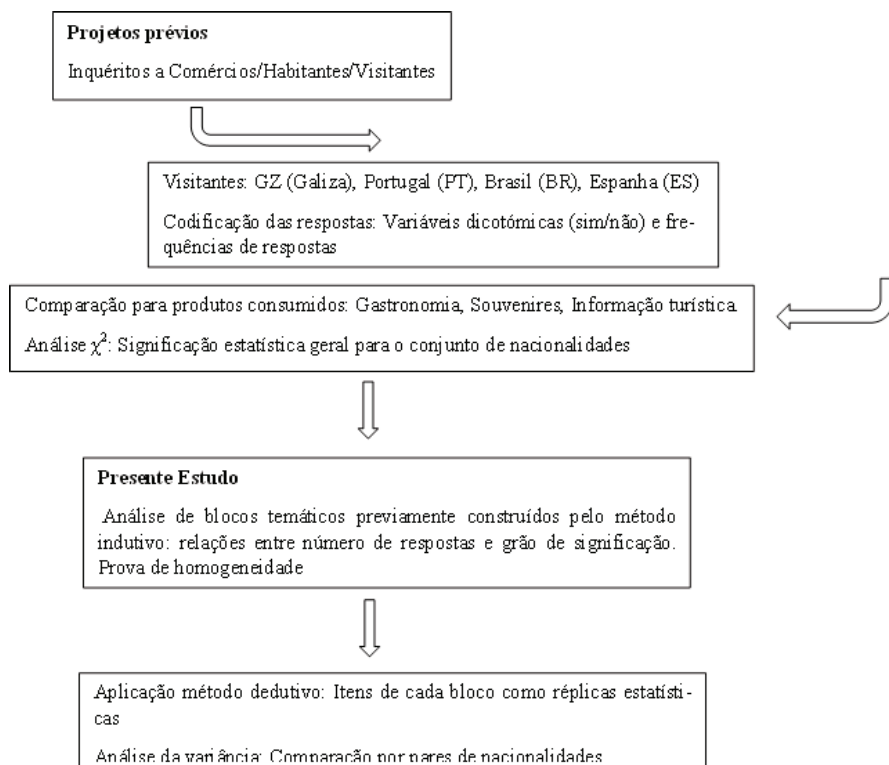 Projetos prévios
Inquéritos a Comércios/Habitantes/Visitantes
Visitantes: GZ (Galiza), Portugal (PT), Brasil (BR), Espanha (ES)
Codificação das respostas: Variáveis dicotómicas (sim/não) e fre-
quências de respostas
Comparação para produtos consumidos: Gastronomia, Souvenires, Informação turística.
Análise χ²: Significação estatística geral para o conjunto de nacionalidades
Presente Estudo
Análise de blocos temáticos previamente construídos pelo método
indutivo: relações entre número de respostas e grão de significação.
Prova de homogeneidade
Aplicação método dedutivo: Itens de cada bloco como réplicas estatísti-
cas
Análise da variância: Comparação por pares de nacionalidades